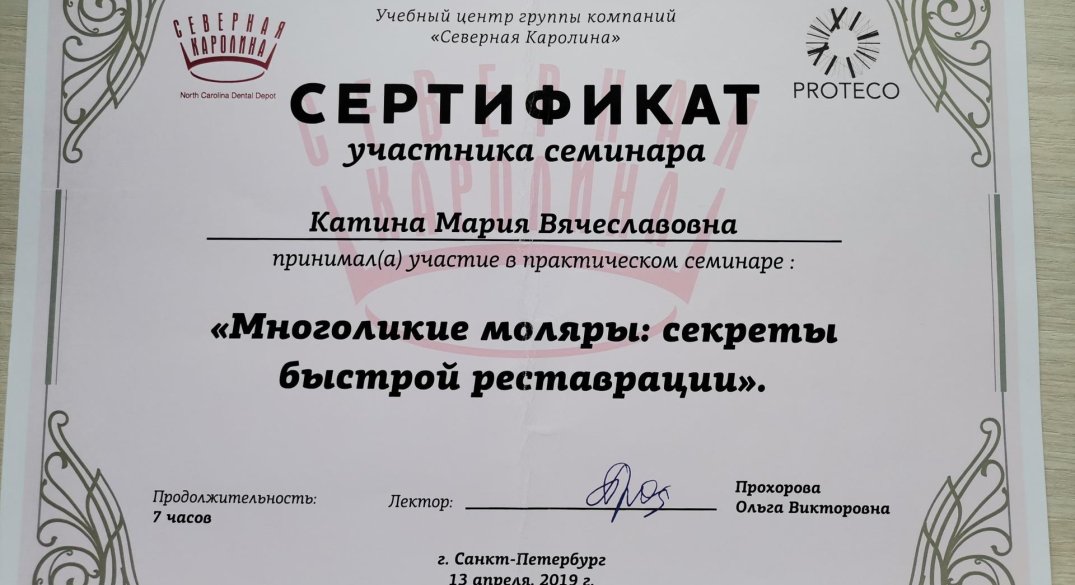 СЕВЕРНАЯ
КАРОЛИНА
North Carolina Dental Depot
Учебный центр группы компаний
«Северная Каролина»
PROTECO
СЕРТИФИКАТ
участника семинара
СЕВЕРНАЯ
КАРОЛИНА
Катина Мария Вячеславовна
принимал(а) участие в практическом семинаре :
«Многоликие моляры: секреты
быстрой реставрации».
Продолжительность:
7 часов
Лектор:
Прохорова
Ольга Викторовна
г. Санкт-Петербург
13 апреля, 2019 г.